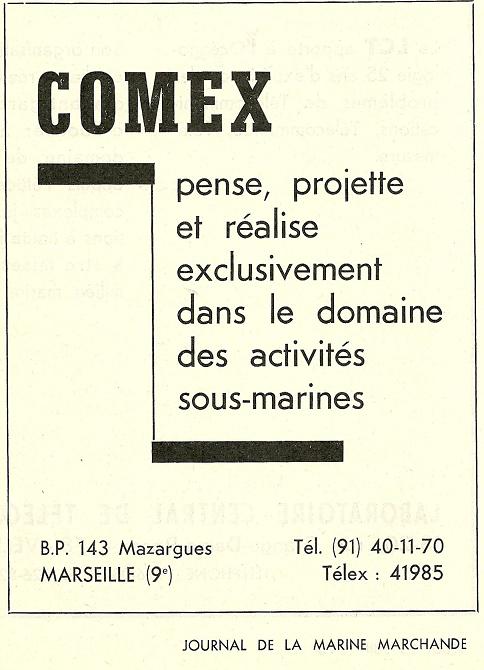 COMEX
pense, projette
et réalise
exclusivement
dans le domaine
des activités
sous-marines
B.P. 143 Mazargues
MARSEILLE (9e)
Tél. (91) 40-11-70
Télex : 41985
JOURNAL DE LA MARINE MARCHANDE